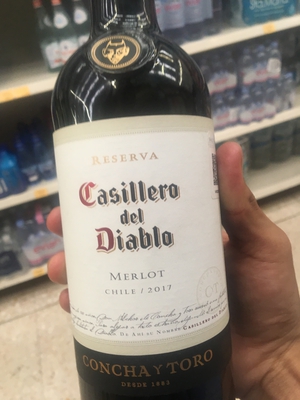 RESERVA
Casillero
del
Diablo
MERLOT
CHILE / 2017
CONCHA Y TORO
DESDE 1883